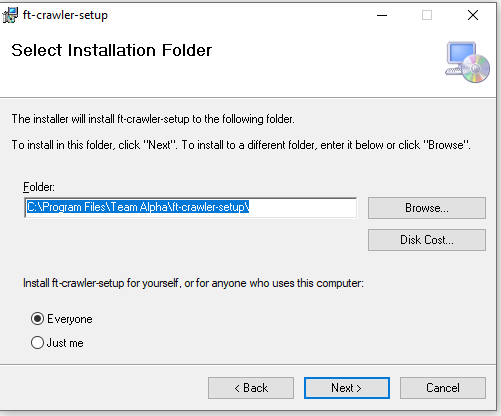 ft-crawler-setup
Select Installation Folder
The installer will install ft-crawler-setup to the following folder.
To install in this folder, click "Next". To install to a different folder, enter it below or click "Browse".
Folder:
C:\Program Files\Team Alpha\ft-crawler-setup\
Browse...
Disk Cost...
Install ft-crawler-setup for yourself, or for anyone who uses this computer:
Everyone
Just me
< Back
Next >
Cancel